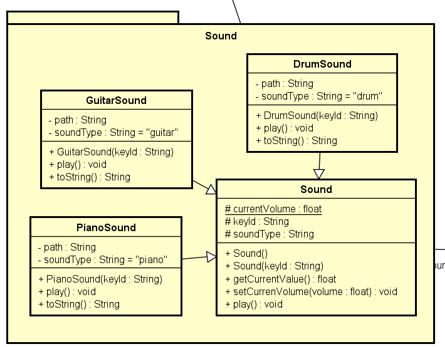 Sound
DrumSound
- path : String
- soundType : String = "drum"
+ DrumSound(keyId : String)
+ play() : void
+ toString() : String
GuitarSound
- path : String
- soundType : String = "guitar"
+ GuitarSound(keyId : String)
+ play() : void
+ toString() : String
Sound
# currentVolume : float
# keyId : String
# soundType : String
+ Sound()
+ Sound(keyId : String)
+ getCurrentValue() : float
+ setCurrenVolume(volume : float) : void
+ play() : void
PianoSound
- path : String
- soundType : String = "piano"
+ PianoSound(keyId : String)
+ play() : void
+ toString() : String